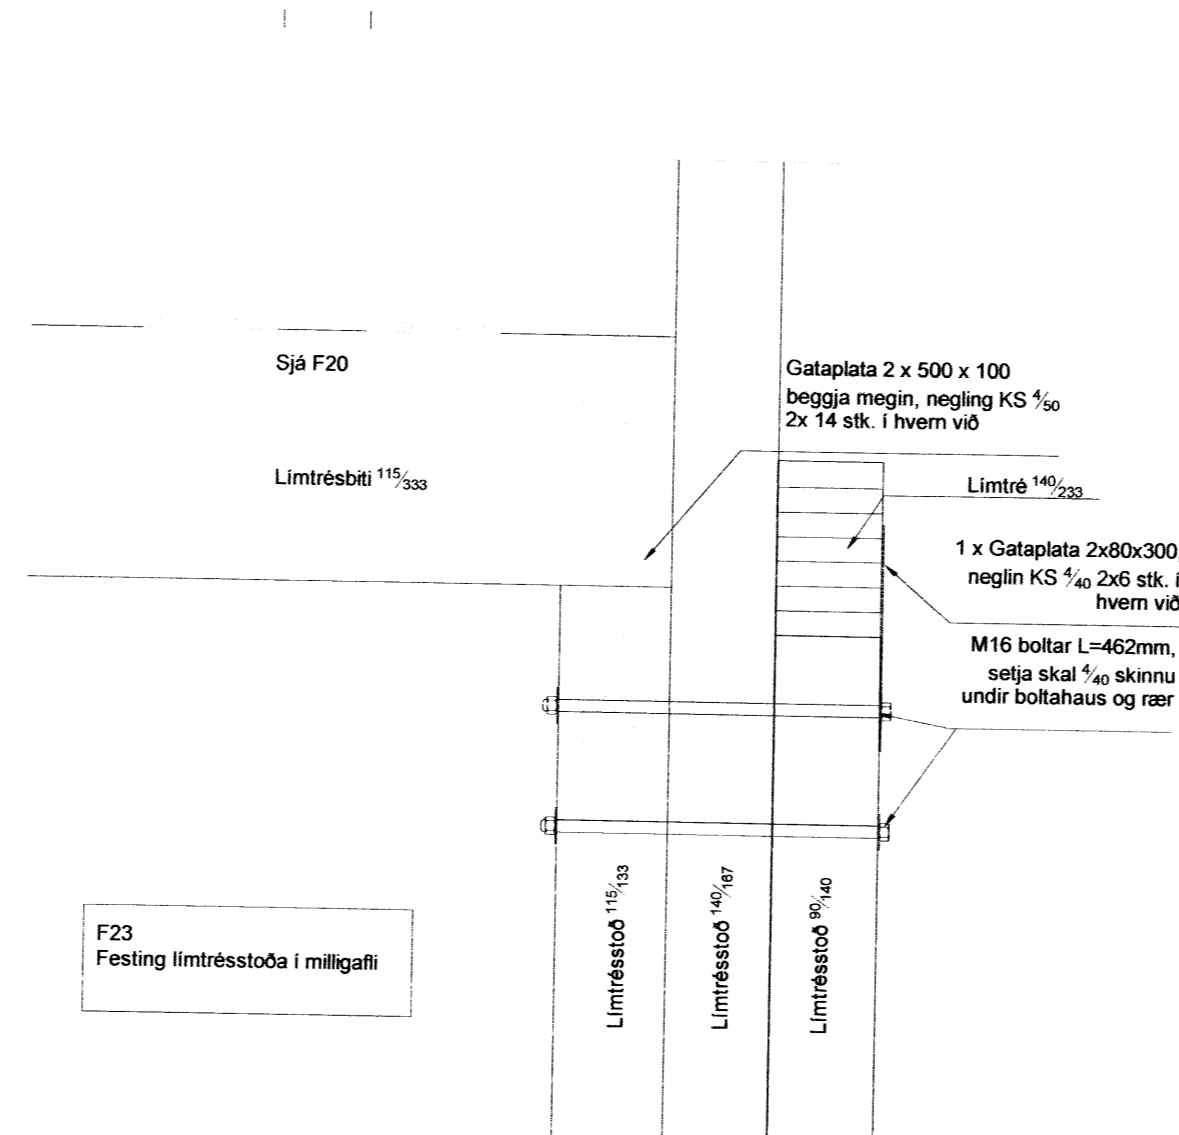 Sjá F20
Límtrésbiti 115/333
Gataplata 2 x 500 x 100
beggja megin, negling KS 4/50
2x 14 stk. í hvern við
Límtré 140/233
1 x Gataplata 2x80x300,
neglin KS 4/40 2x6 stk. í
hvern við
M16 boltar L=462mm,
setja skal 4/40 skinnu
undir boltahaus og rær
Límtrésstoð 115/133
Límtrésstoð 140/167
Límtrésstoð 90/140
F23
Festing límtrésstoða í milligafli